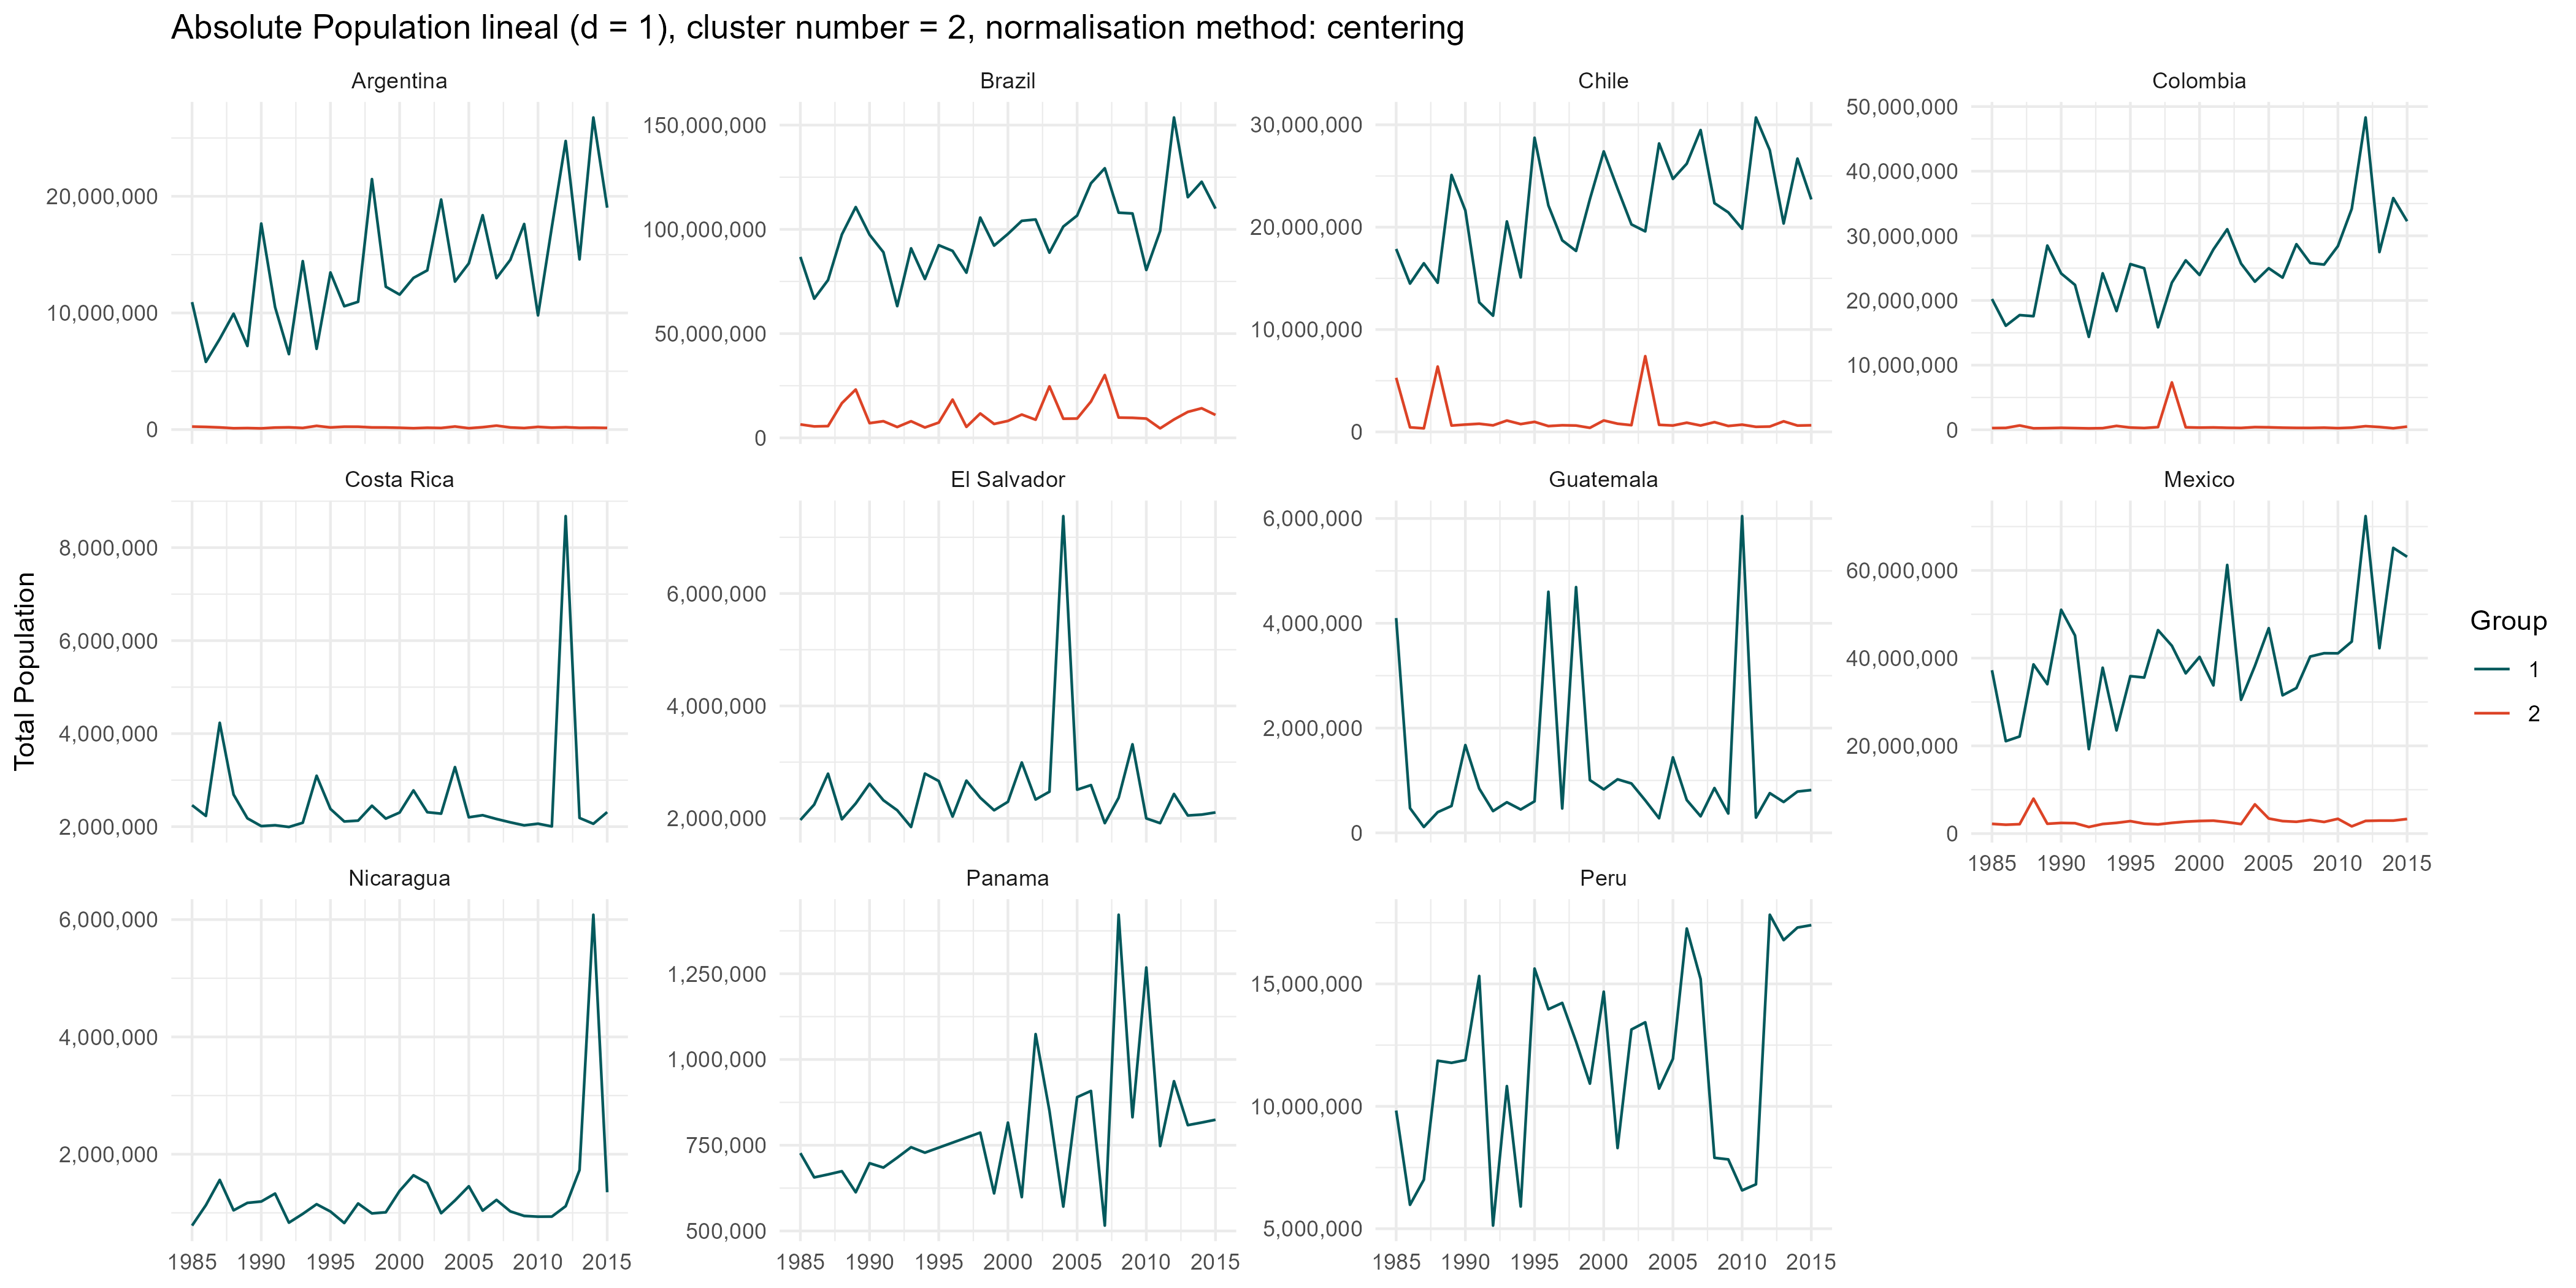 Absolute Population lineal (d = 1), cluster number = 2, normalisation method: centering
Argentina
Brazil
Chile
Colombia
20,000,000
10,000,000
0
150,000,000
100,000,000
50,000,000
0
30,000,000
20,000,000
10,000,000
0
50,000,000
40,000,000
30,000,000
20,000,000
10,000,000
0
Costa Rica
El Salvador
Guatemala
Mexico
8,000,000
6,000,000
4,000,000
2,000,000
6,000,000
4,000,000
2,000,000
6,000,000
4,000,000
2,000,000
0
60,000,000
40,000,000
20,000,000
0
1985 1990 1995 2000 2005 2010 2015
Total Population
Group
1
2
Nicaragua
Panama
Peru
6,000,000
4,000,000
2,000,000
1,250,000
1,000,000
750,000
500,000
15,000,000
10,000,000
5,000,000
1985 1990 1995 2000 2005 2010 2015
1985 1990 1995 2000 2005 2010 2015
1985 1990 1995 2000 2005 2010 2015